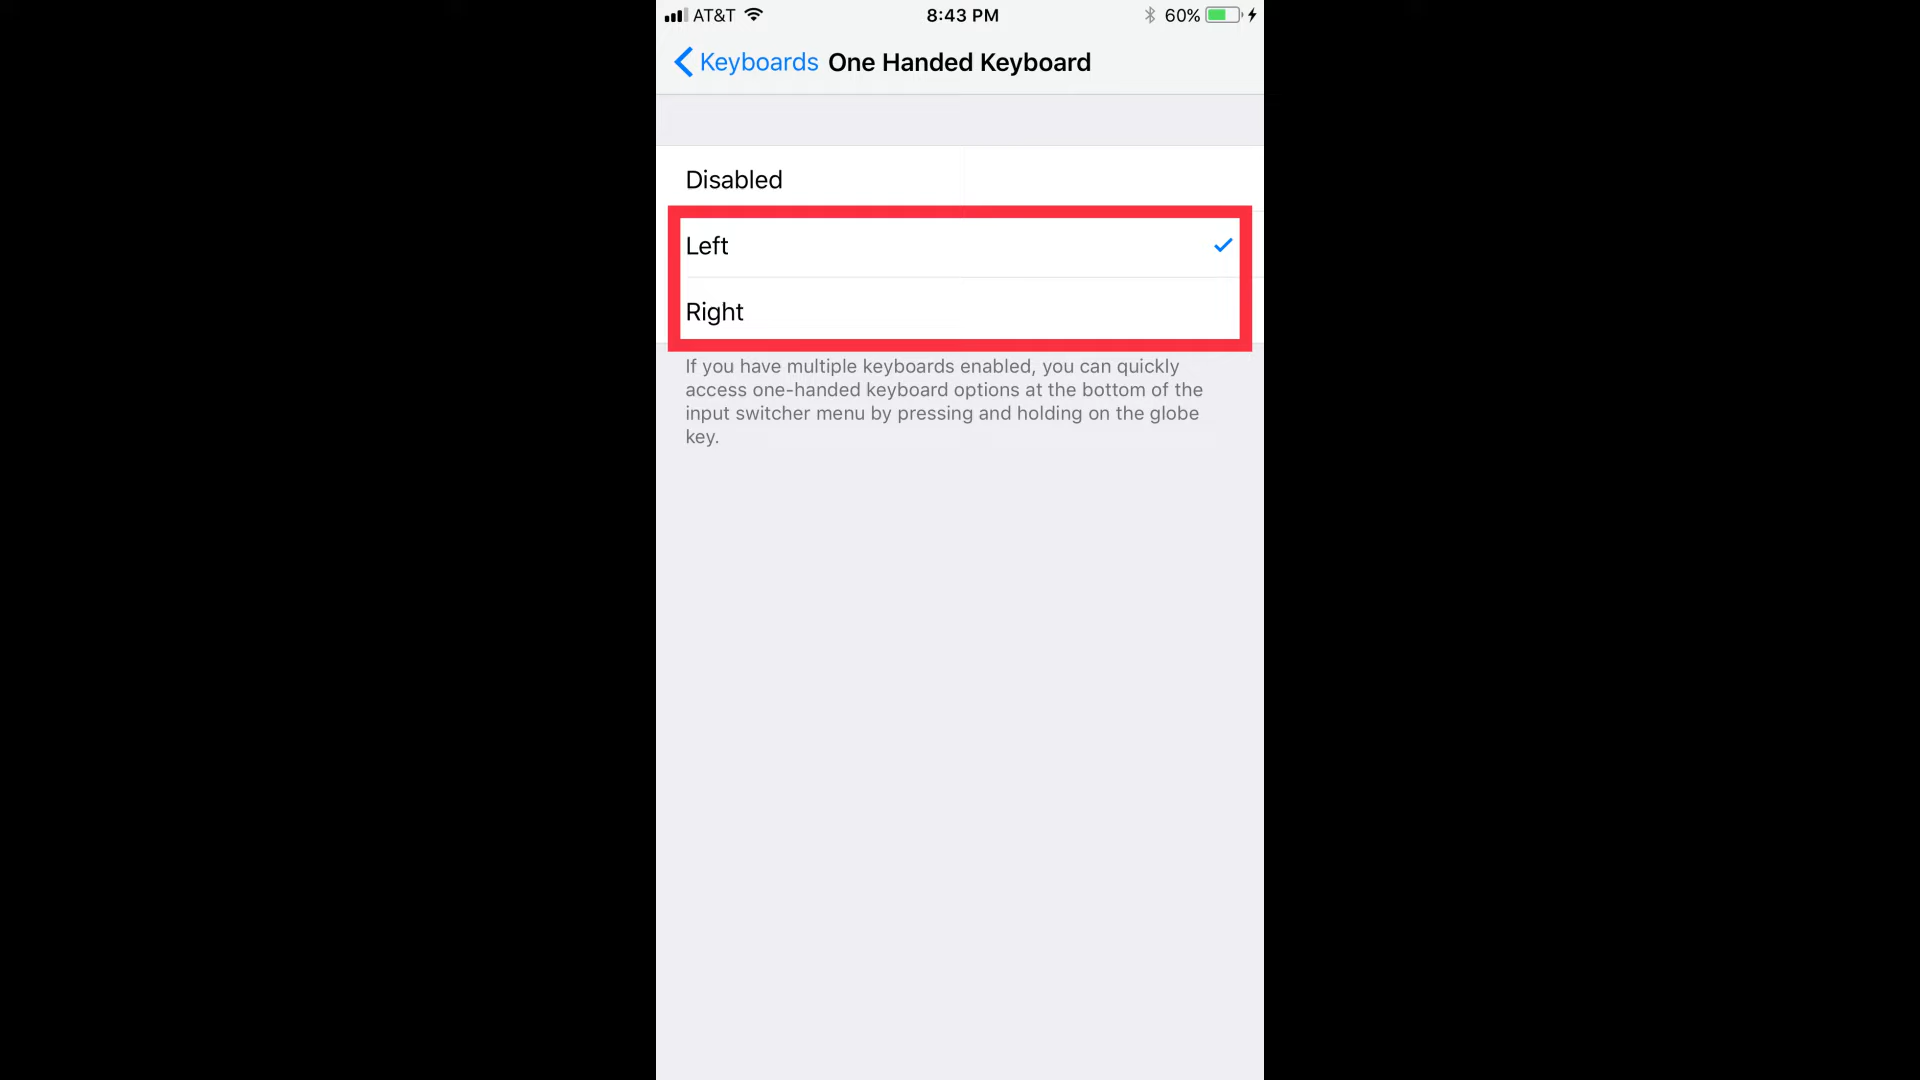 AT&T 8:43 PM 60%
Keyboards One Handed Keyboard
Disabled
Left
Right
If you have multiple keyboards enabled, you can quickly
access one-handed keyboard options at the bottom of the
input switcher menu by pressing and holding on the globe
key.